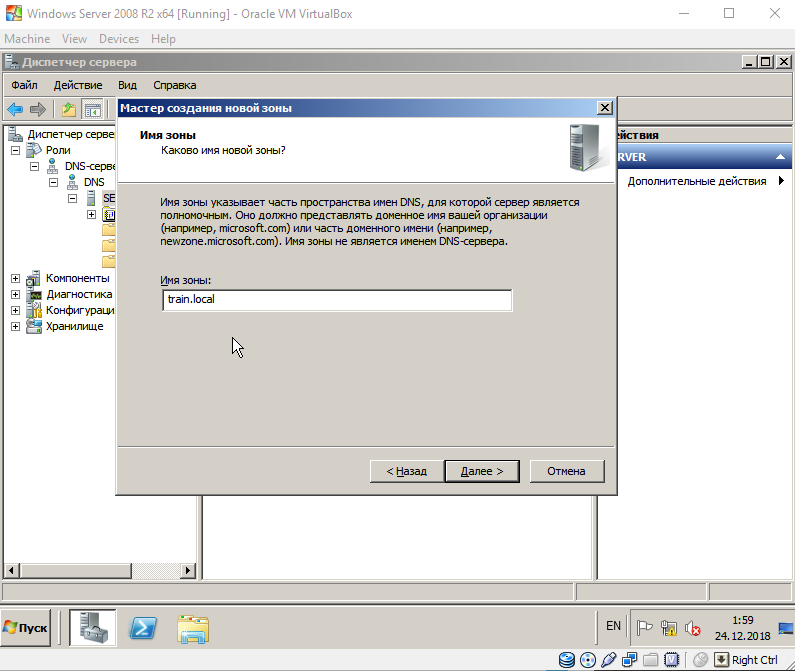 Windows Server 2008 R2 x64 [Running] - Oracle VM VirtualBox
Machine View Devices Help
Диспетчер сервера
Файл Действие Вид Справка
Мастер создания новой зоны
Имя зоны
Каково имя новой зоны?
Имя зоны указывает часть пространства имен DNS, для которой сервер является
полномочным. Оно должно представлять доменное имя вашей организации
(например, microsoft.com) или часть доменного имени (например,
newzone.microsoft.com). Имя зоны не является именем DNS-сервера.
Имя зоны:
train.local
< Назад Далее > Отмена
Диспетчер серве
Роли
DNS-серве
DNS
SE
Компоненты
Диагностика
Конфигураци
Хранилище
ействия
RVER
Дополнительные действия
Пуск
EN
1:59
24.12.2018
Right Ctrl